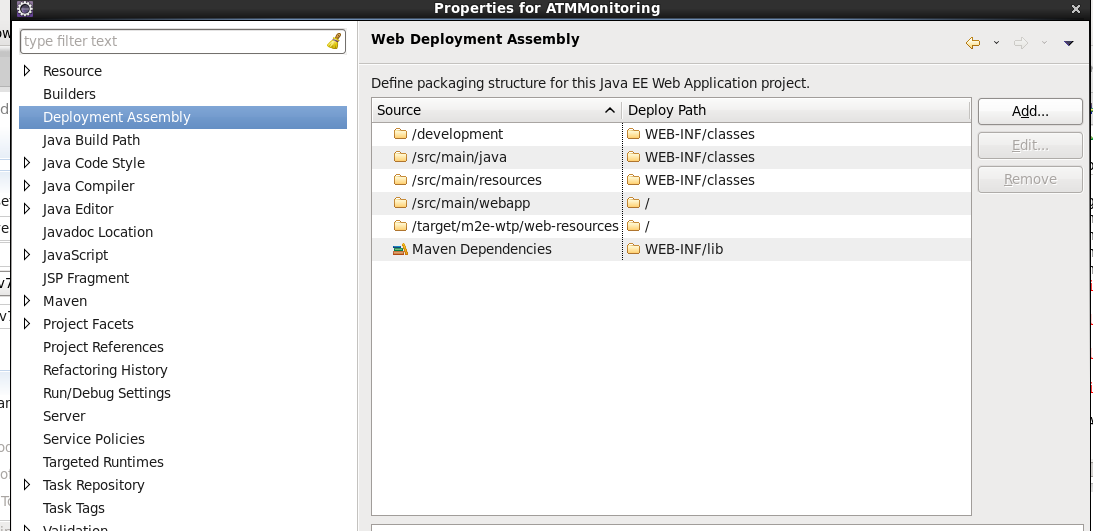 Properties for ATMMonitoring
type filter text
Resource
Builders
Deployment Assembly
Java Build Path
Java Code Style
Java Compiler
Java Editor
Javadoc Location
JavaScript
JSP Fragment
Maven
Project Facets
Project References
Refactoring History
Run/Debug Settings
Server
Service Policies
Targeted Runtimes
Task Repository
Task Tags
Validation
Web Deployment Assembly
Define packaging structure for this Java EE Web Application project.
Source Deploy Path
/development WEB-INF/classes
/src/main/java WEB-INF/classes
/src/main/resources WEB-INF/classes
/src/main/webapp /
/target/m2e-wtp/web-resources /
Maven Dependencies WEB-INF/lib
Add...
Edit...
Remove